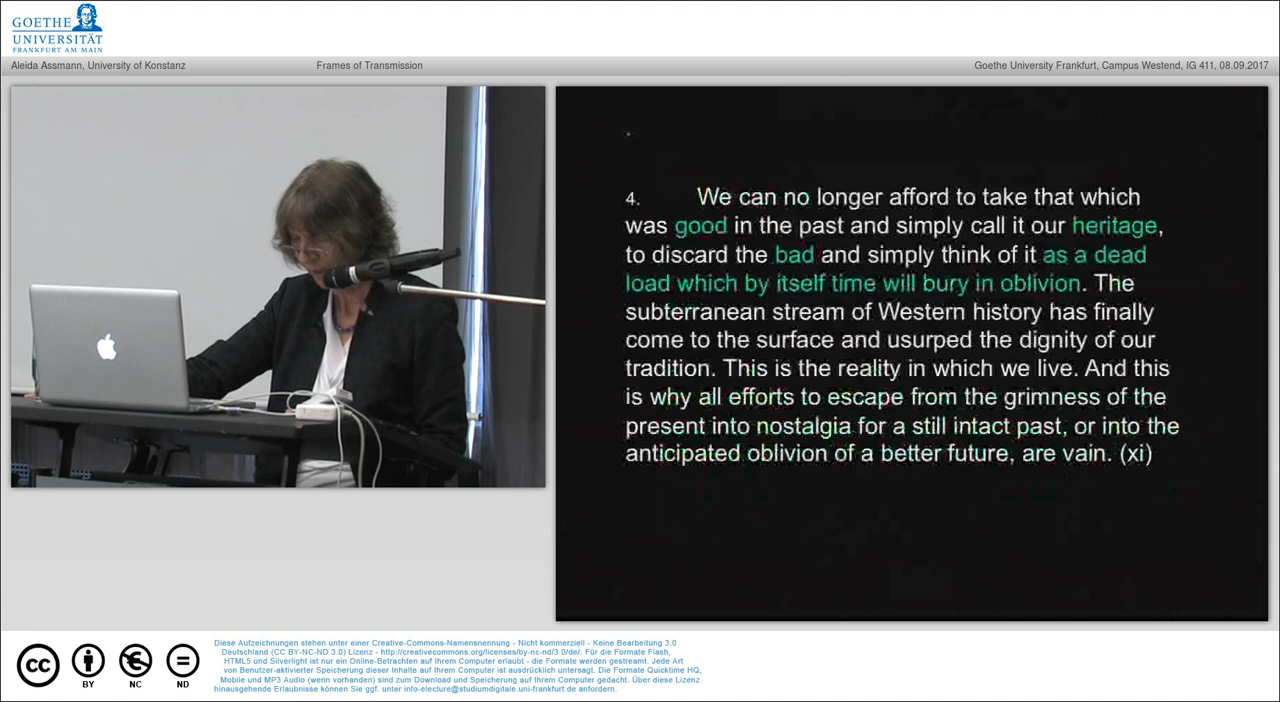 GOETHE
UNIVERSITÄT
FRANKFURT AM MAIN
Aleida Assmann, University of Konstanz
Frames of Transmission
Goethe University Frankfurt, Campus Westend, IG 411, 08.09.2017
4. We can no longer afford to take that which
was good in the past and simply call it our heritage,
to discard the bad and simply think of it as a dead
load which by itself time will bury in oblivion. The
subterranean stream of Western history has finally
come to the surface and usurped the dignity of our
tradition. This is the reality in which we live. And this
is why all efforts to escape from the grimness of the
present into nostalgia for a still intact past, or into the
anticipated oblivion of a better future, are vain. (xi)
cc
BY
NC
ND
Diese Aufzeichnungen stehen unter einer Creative-Commons-Namensnennung - Nicht kommerziell - Keine Bearbeitung 3.0
Deutschland (CC BY-NC-ND 3.0) Lizenz - http://creativecommons.org/licenses/by-nc-nd/3.0/de/. Für die Formate Flash,
HTML5 und Silverlight ist nur ein Online-Betrachten auf Ihrem Computer erlaubt - die Formate werden gestreamt. Jede Art
von Benutzer-aktivierter Speicherung dieser Inhalte auf Ihrem Computer ist ausdrücklich untersagt. Die Formate Quicktime HQ,
Mobile und MP3 Audio (wenn vorhanden) sind zum Download und Speicherung auf Ihrem Computer gedacht. Über diese Lizenz
hinausgehende Erlaubnisse können Sie ggf. unter info-electure@studiumdigitale.uni-frankfurt.de anfordern.